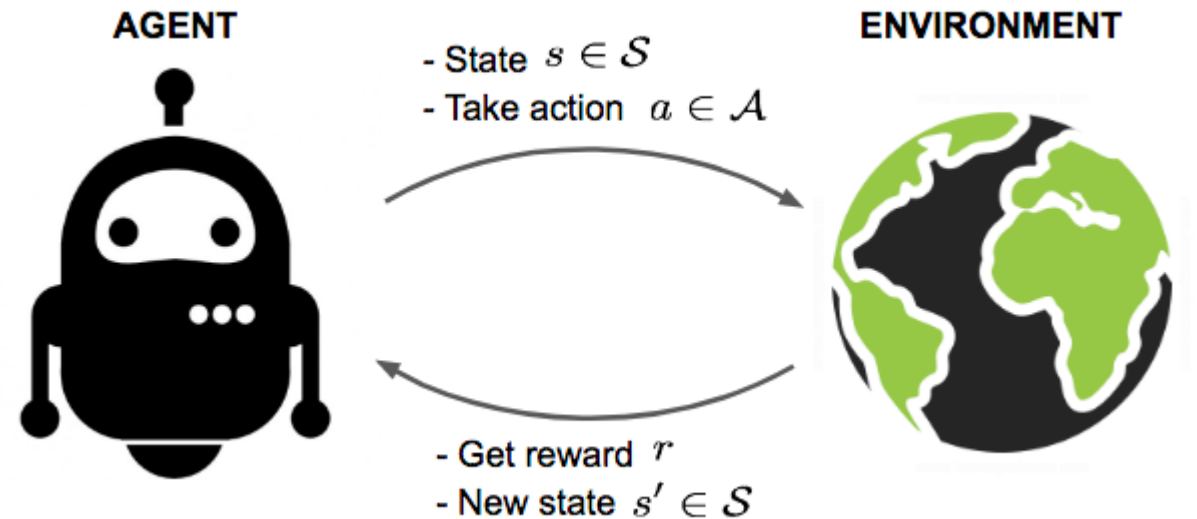 AGENT
ENVIRONMENT
- State s ∈ 𝒮
- Take action a ∈ 𝒜
- Get reward r
- New state s′ ∈ 𝒮